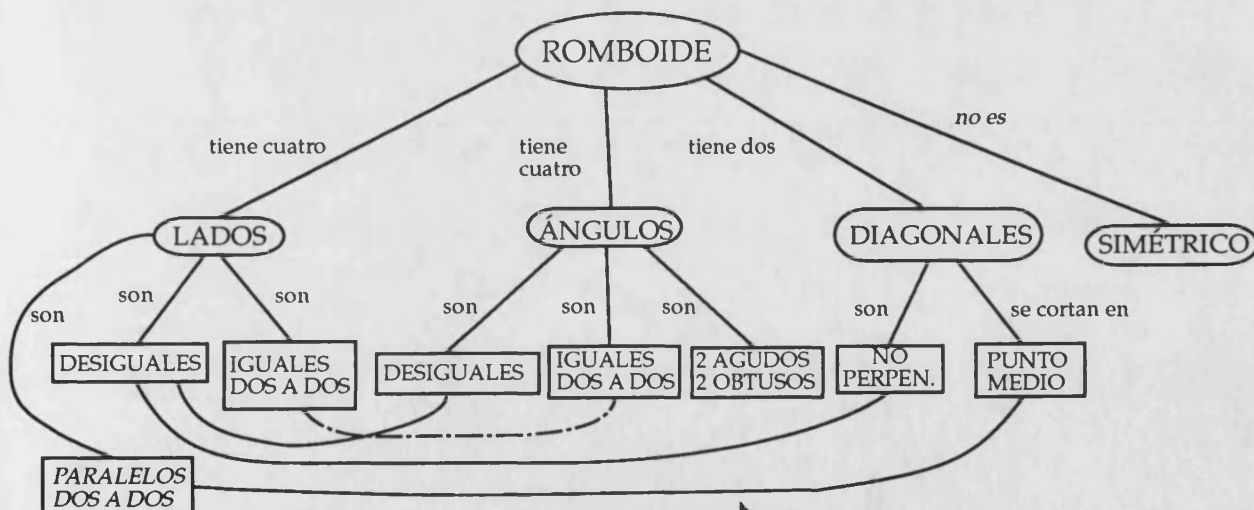 ROMBOIDE
no es
tiene cuatro
tiene
cuatro
tiene dos
LADOS
ÁNGULOS
DIAGONALES
SIMÉTRICO
son
son
son
son
son
son
son
se cortan en
DESIGUALES
IGUALES
DOS A DOS
DESIGUALES
IGUALES
DOS A DOS
2 AGUDOS
2 OBTUSOS
NO
PERPEN.
PUNTO
MEDIO
PARALELOS
DOS A DOS